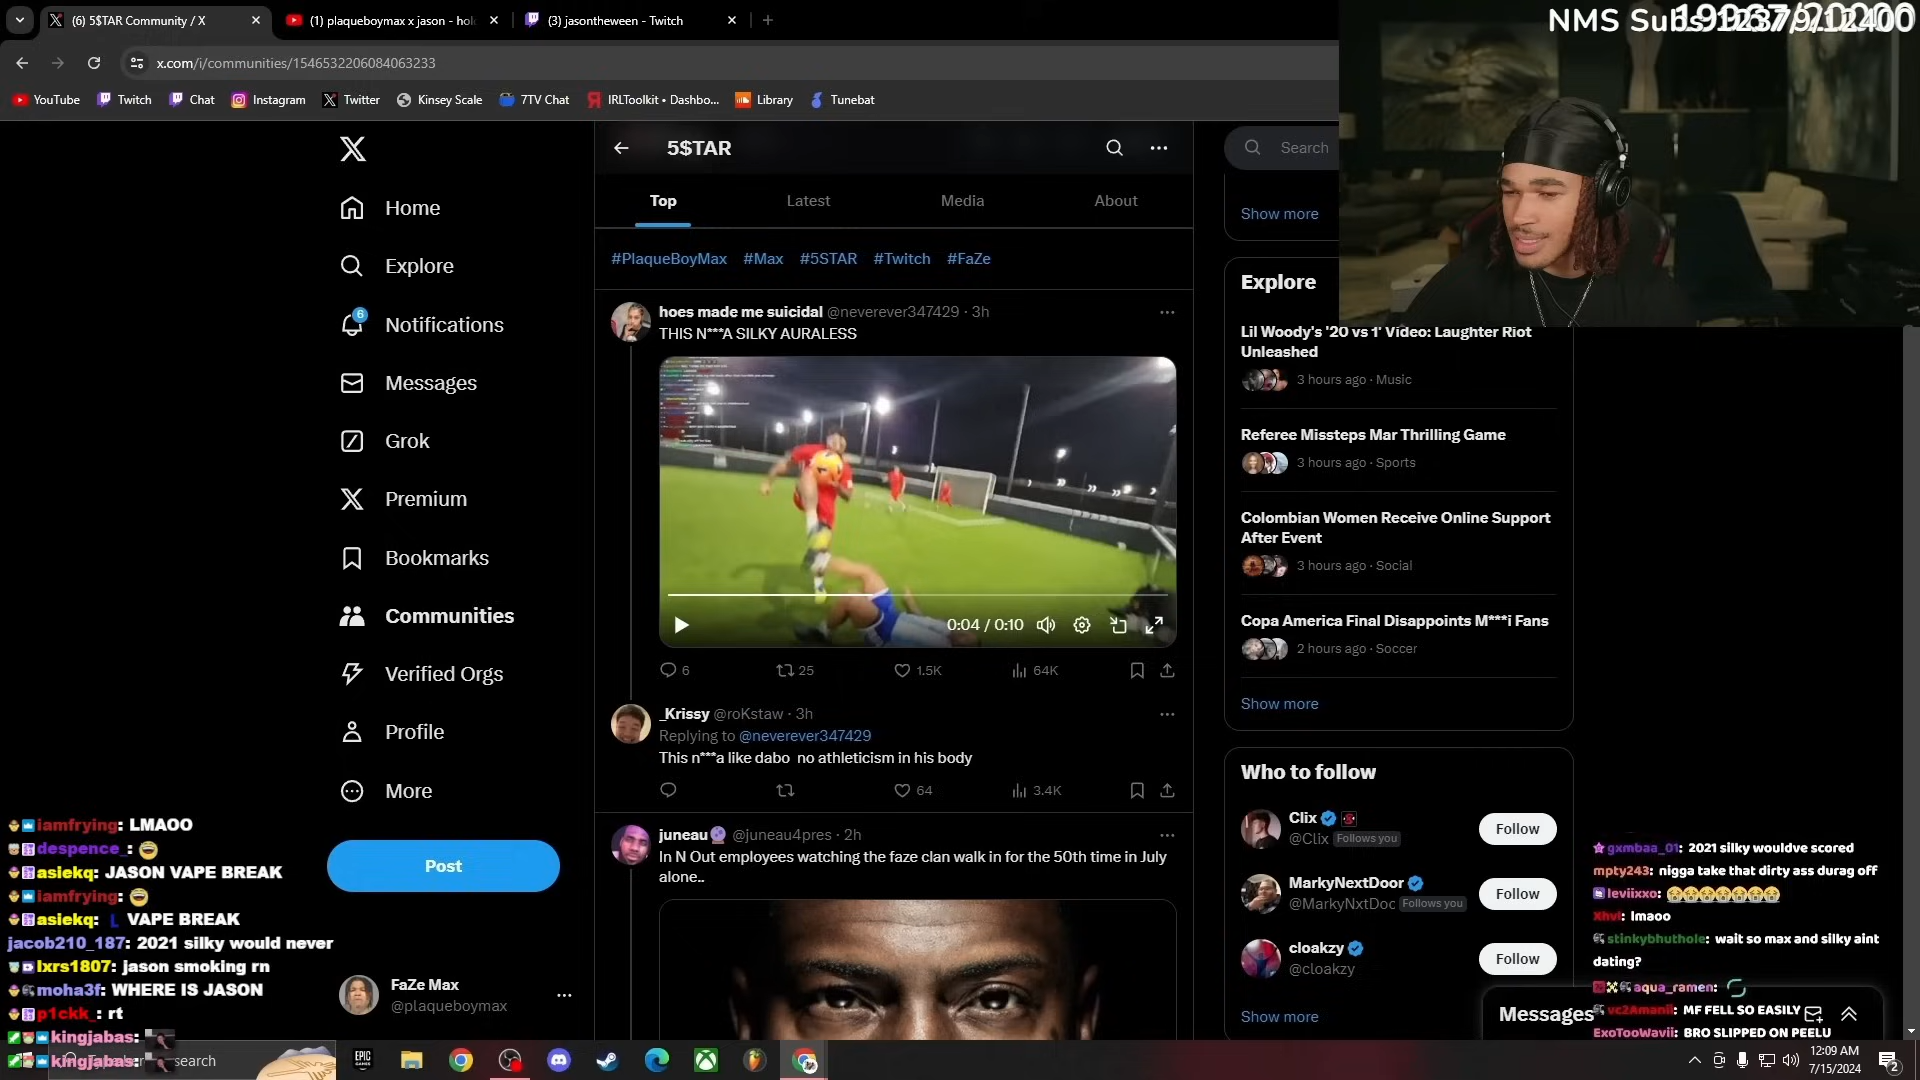 (6) 5$TAR Community / X
(1) plaqueboymax x jason - hol
(3) jasontheween - Twitch
NMS Subs
x.com/i/communities/1546532206084063233
YouTube
Twitch
Chat
Instagram
Twitter
Kinsey Scale
7TV Chat
IRLToolkit • Dashbo...
Library
Tunebat
Home
Explore
6
Notifications
Messages
Grok
Premium
Bookmarks
Communities
Verified Orgs
Profile
More
Post
FaZe Max
@plaqueboymax
5$TAR
Top
Latest
Media
About
#PlaqueBoyMax #Max #5STAR #Twitch #FaZe
hoes made me suicidal @neverever347429 · 3h
THIS N***A SILKY AURALESS
0:04 / 0:10
6
25
1.5K
64K
_Krissy @roKstaw · 3h
Replying to @neverever347429
This n***a like dabo no athleticism in his body
64
3.4K
juneau @juneau4pres · 2h
In N Out employees watching the faze clan walk in for the 50th time in July
alone..
Search
Show more
Explore
Lil Woody's '20 vs 1' Video: Laughter Riot
Unleashed
3 hours ago · Music
Referee Missteps Mar Thrilling Game
3 hours ago · Sports
Colombian Women Receive Online Support
After Event
3 hours ago · Social
Copa America Final Disappoints M***i Fans
2 hours ago · Soccer
Show more
Who to follow
Clix
@Clix Follows you
Follow
MarkyNextDoor
@MarkyNxtDoc Follows you
Follow
cloakzy
@cloakzy
Follow
Show more
Messages
iamfrying: LMAOO
despence_:
asiekq: JASON VAPE BREAK
iamfrying:
asiekq: L VAPE BREAK
jacob210_187: 2021 silky would never
lxrs1807: jason smoking rn
moha3f: WHERE IS JASON
p1ckk_: rt
kingjabas:
kingjabas:
search
gxmbaa_01: 2021 silky wouldve scored
mpty243: nigga take that dirty ass durag off
leviixxo:
Xhvl: lmaoo
stinkybhuthole: wait so max and silky aint
dating?
aqua_ramen:
vc2Amanii: MF FELL SO EASILY
ExoTooWavii: BRO SLIPPED ON PEELU
12:09 AM
7/15/2024
2